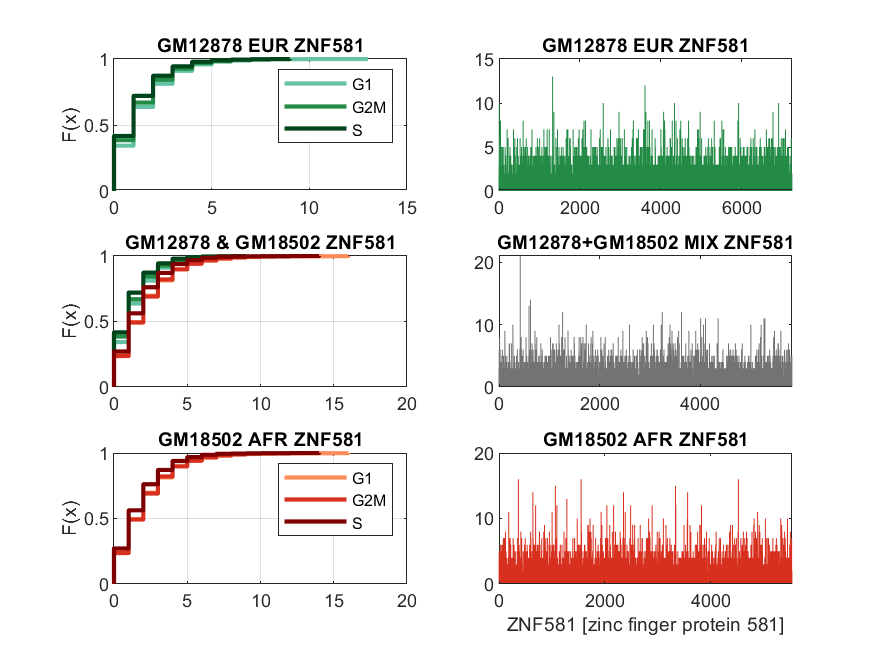 GM12878 EUR ZNF581
F(x)
1
0.5
0
0 5 10 15
G1
G2M
S
GM12878 EUR ZNF581
15
10
5
0
0 2000 4000 6000
GM12878 & GM18502 ZNF581
F(x)
1
0.5
0
0 5 10 15 20
GM12878+GM18502 MIX ZNF581
20
10
0
0 2000 4000
GM18502 AFR ZNF581
F(x)
1
0.5
0
0 5 10 15 20
G1
G2M
S
GM18502 AFR ZNF581
20
10
0
0 2000 4000
ZNF581 [zinc finger protein 581]